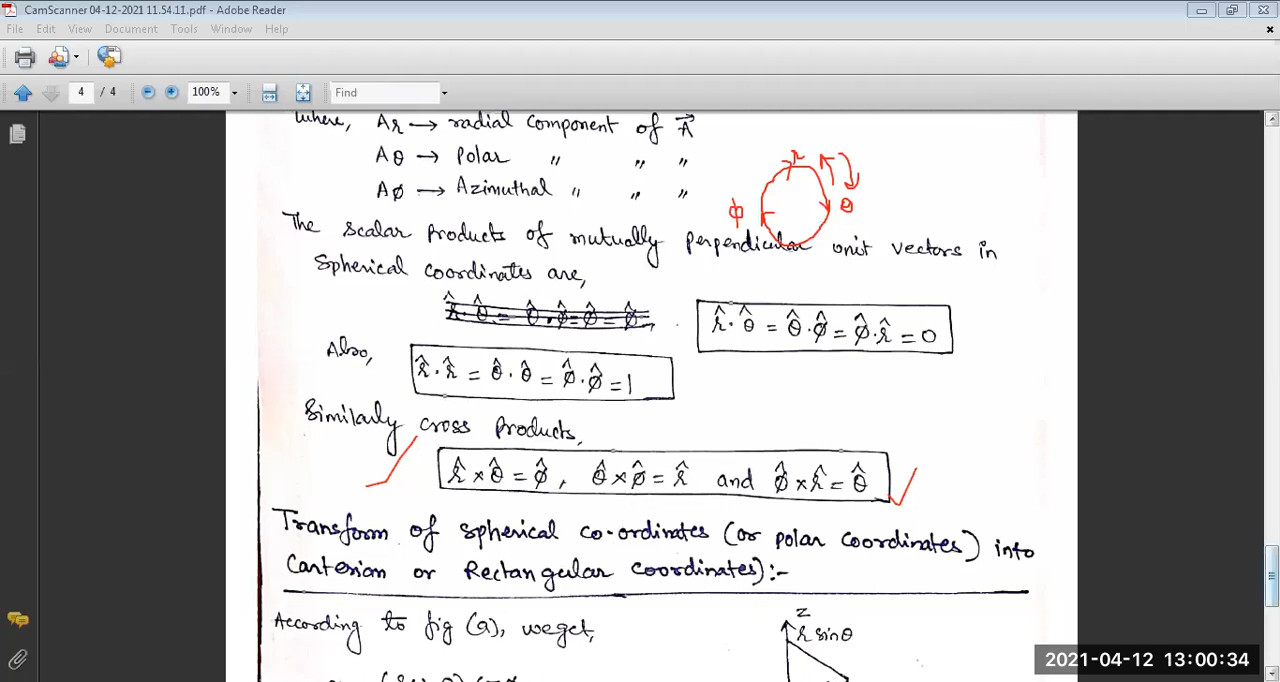 CamScanner 04-12-2021 11.54.11.pdf - Adobe Reader
File Edit View Document Tools Window Help
4 / 4 100% Find
where, Ar → radial component of A⃗
Aθ → Polar " " "
Aø → Azimuthal " " "
r
θ
ϕ
The scalar products of mutually perpendicular unit vectors in
Spherical coordinates are,
r̂·θ̂ = θ̂·ø̂ = ø̂ = ø̂
r̂·θ̂ = θ̂·ø̂ = ø̂·r̂ = 0
Also,
r̂·r̂ = θ̂·θ̂ = ø̂·ø̂ = 1
Similarly cross products,
r̂ × θ̂ = ø̂, θ̂ × ø̂ = r̂ and ø̂ × r̂ = θ̂
Transform of spherical co-ordinates (or polar coordinates) into
Carterian or Rectangular coordinates):-
According to fig (a), we get,
z
r sinθ
2021-04-12 13:00:34